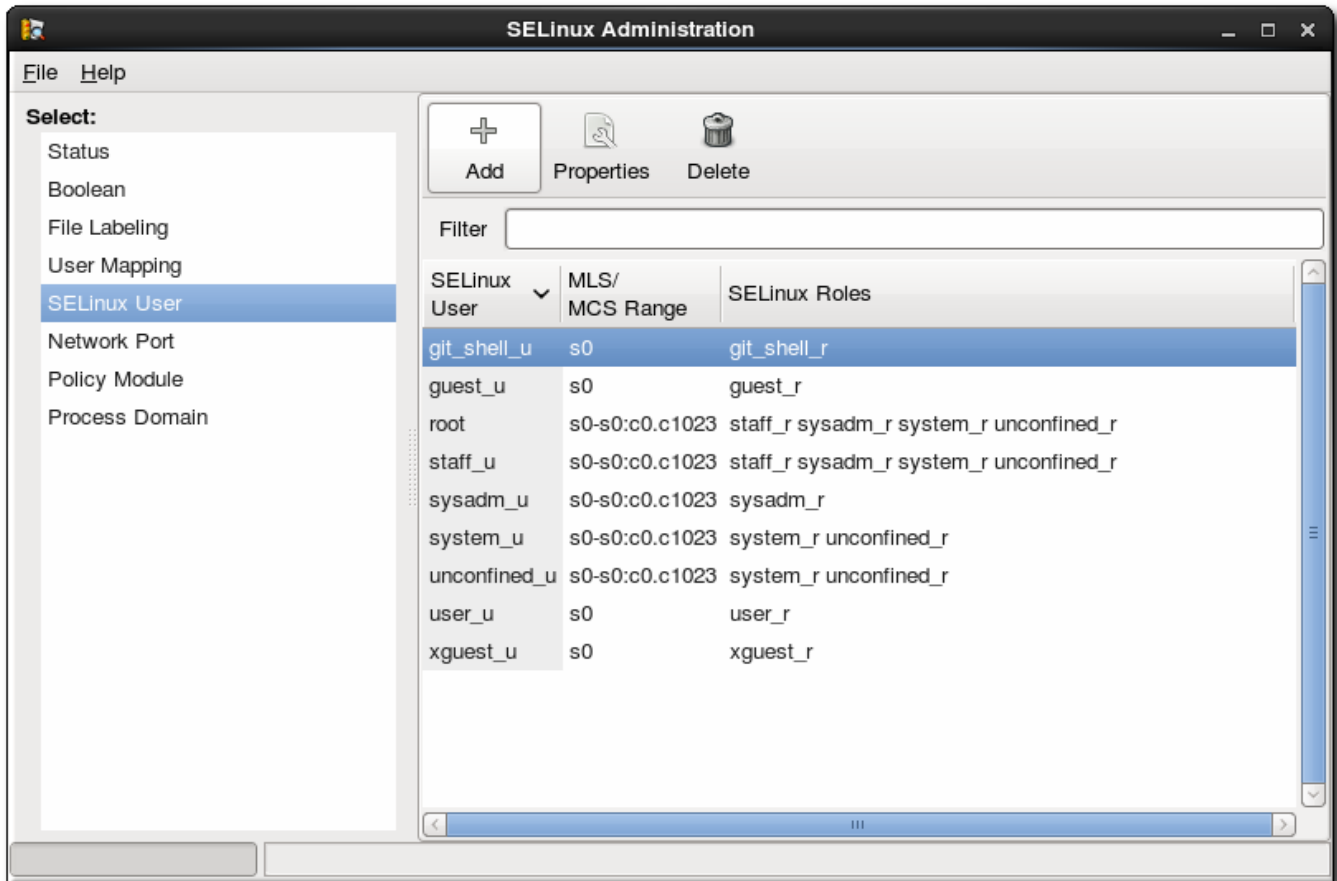 SELinux Administration
File Help
Select:
Status
Boolean
File Labeling
User Mapping
SELinux User
Network Port
Policy Module
Process Domain
Add Properties Delete
Filter
SELinux User MLS/ MCS Range SELinux Roles
git_shell_u s0 git_shell_r
guest_u s0 guest_r
root s0-s0:c0.c1023 staff_r sysadm_r system_r unconfined_r
staff_u s0-s0:c0.c1023 staff_r sysadm_r system_r unconfined_r
sysadm_u s0-s0:c0.c1023 sysadm_r
system_u s0-s0:c0.c1023 system_r unconfined_r
unconfined_u s0-s0:c0.c1023 system_r unconfined_r
user_u s0 user_r
xguest_u s0 xguest_r